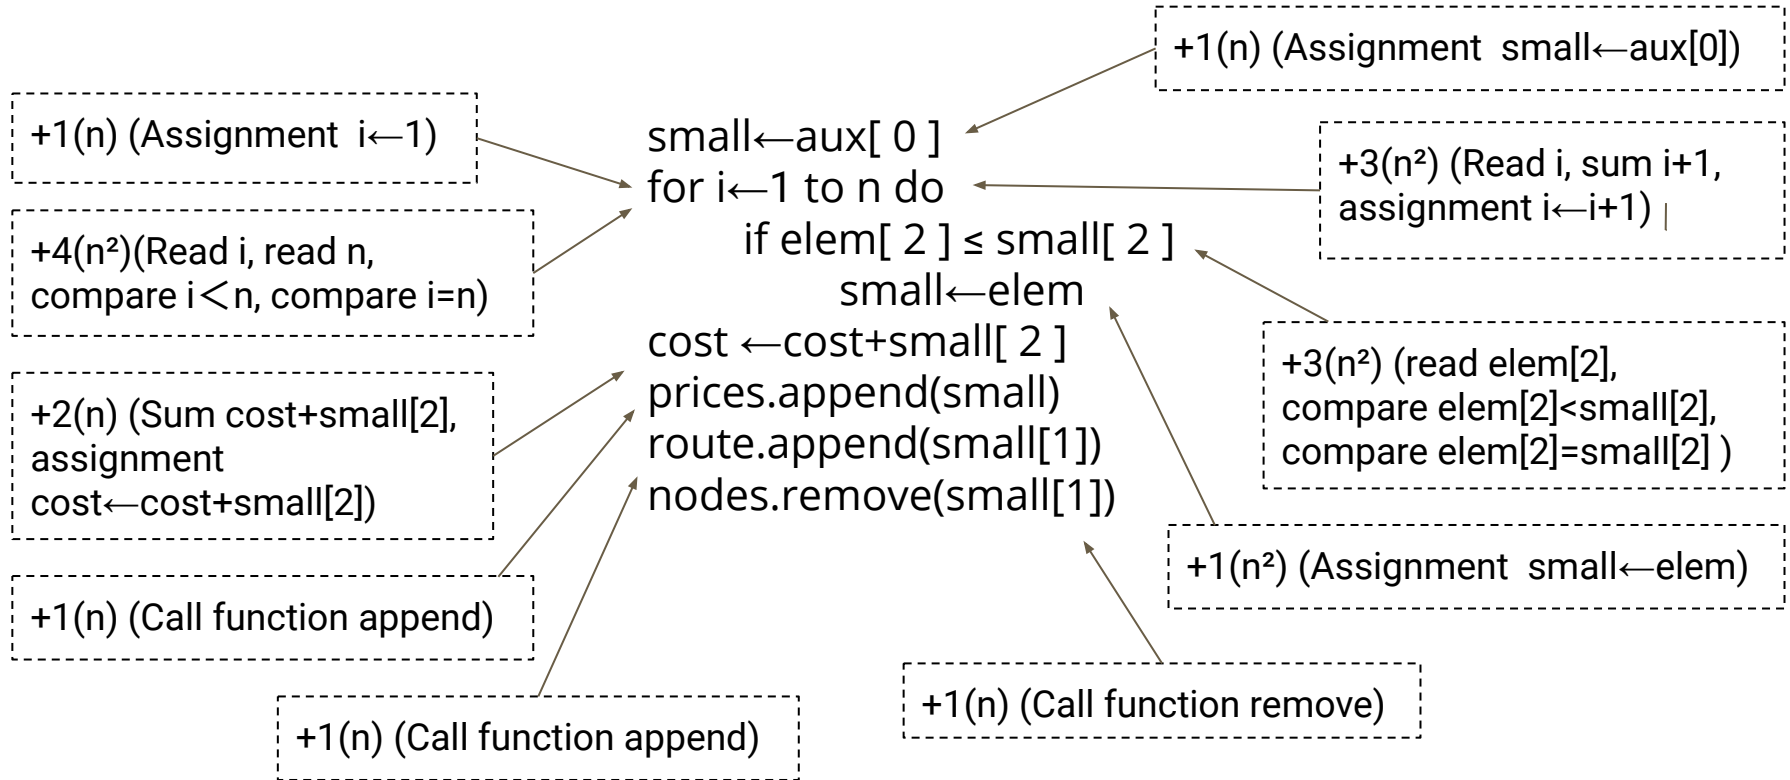 +1(n) (Assignment small←aux[0])
+1(n) (Assignment i←1)
small←aux[ 0 ]
for i←1 to n do
if elem[ 2 ] ≤ small[ 2 ]
small←elem
cost ←cost+small[ 2 ]
prices.append(small)
route.append(small[1])
nodes.remove(small[1])
+3(n²) (Read i, sum i+1,
assignment i←i+1)
+4(n²)(Read i, read n,
compare i<n, compare i=n)
+3(n²) (read elem[2],
compare elem[2]<small[2],
compare elem[2]=small[2] )
+2(n) (Sum cost+small[2],
assignment
cost←cost+small[2])
+1(n²) (Assignment small←elem)
+1(n) (Call function append)
+1(n) (Call function remove)
+1(n) (Call function append)